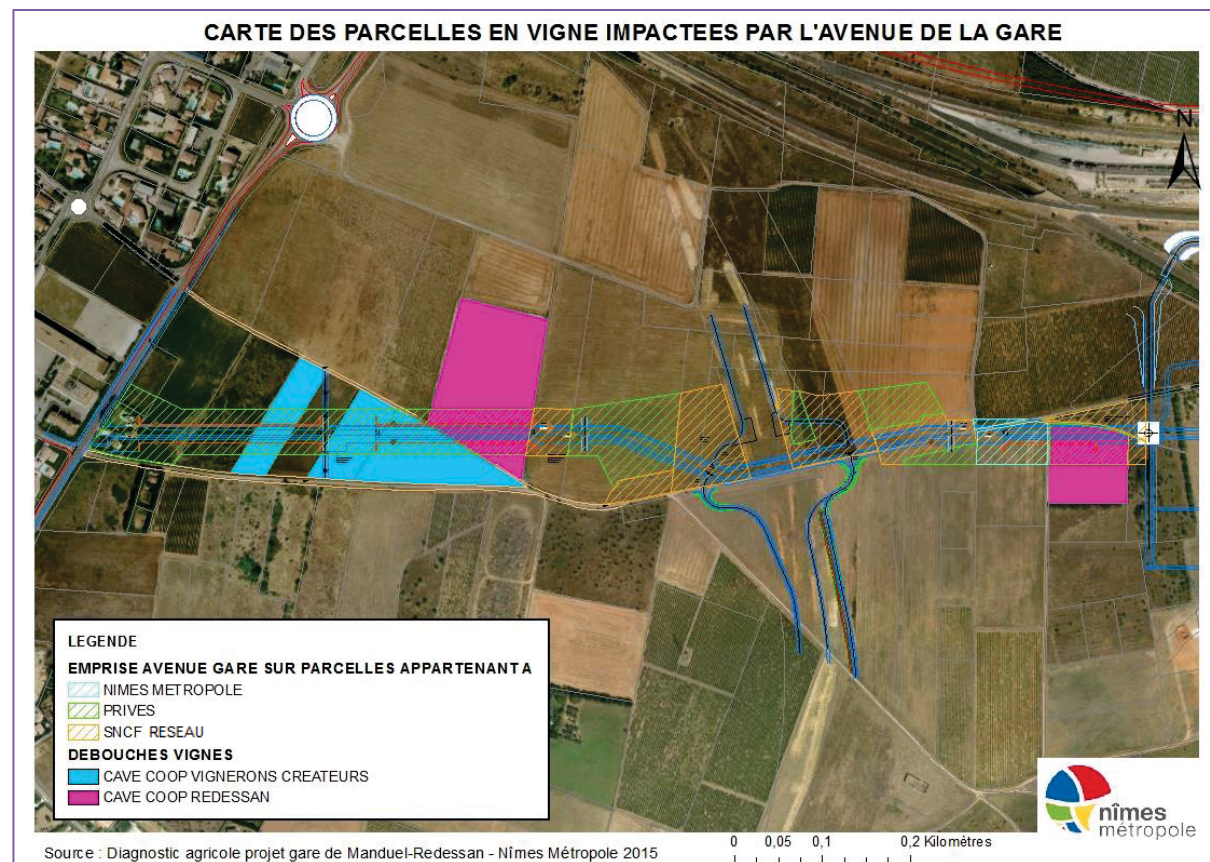 CARTE DES PARCELLES EN VIGNE IMPACTEES PAR L'AVENUE DE LA GARE
N
LEGENDE
EMPRISE AVENUE GARE SUR PARCELLES APPARTENANT A
NIMES METROPOLE
PRIVES
SNCF RESEAU
DEBOUCHES VIGNES
CAVE COOP VIGNERONS CREATEURS
CAVE COOP REDESSAN
nîmes
métropole
Source : Diagnostic agricole projet gare de Manduel-Redessan - Nîmes Métropole 2015
0 0,05 0,1 0,2 Kilomètres